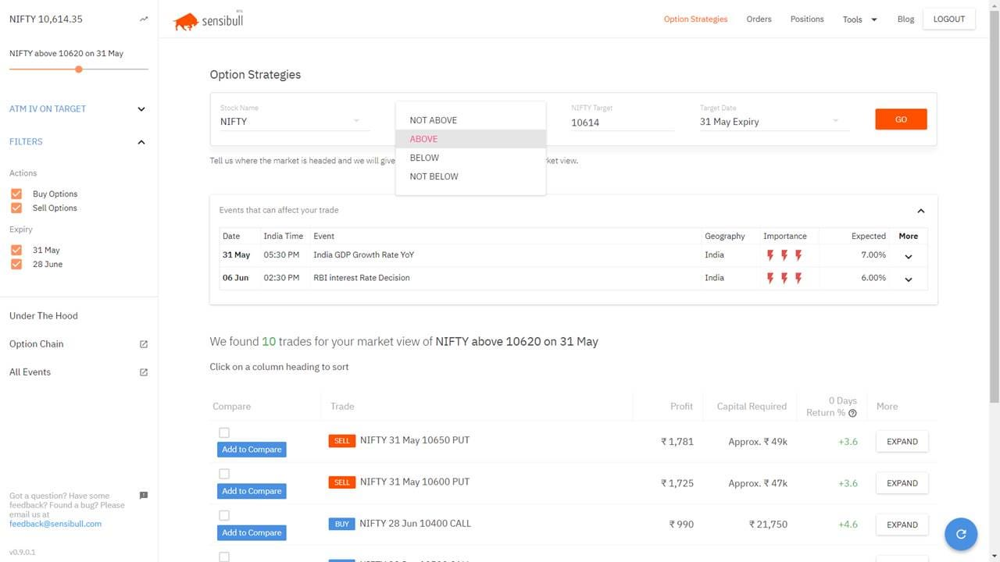 NIFTY 10,614.35
NIFTY above 10620 on 31 May
ATM IV ON TARGET
FILTERS
Actions
Buy Options
Sell Options
Expiry
31 May
28 June
Under The Hood
Option Chain
All Events
Got a question? Have some
feedback? Found a bug? Please
email us at
feedback@sensibull.com
v0.9.0.1
sensibull
Option Strategies Orders Positions Tools Blog LOGOUT
Option Strategies
Stock Name NIFTY Target Target Date
NIFTY 10614 31 May Expiry GO
NOT ABOVE
ABOVE
BELOW
NOT BELOW
Tell us where the market is headed and we will give ket view.
Events that can affect your trade
Date India Time Event Geography Importance Expected More
31 May 05:30 PM India GDP Growth Rate YoY India 7.00%
06 Jun 02:30 PM RBI interest Rate Decision India 6.00%
We found 10 trades for your market view of NIFTY above 10620 on 31 May
Click on a column heading to sort
Compare Trade Profit Capital Required 0 Days Return % More
Add to Compare SELL NIFTY 31 May 10650 PUT ₹ 1,781 Approx. ₹ 49k +3.6 EXPAND
Add to Compare SELL NIFTY 31 May 10600 PUT ₹ 1,725 Approx. ₹ 47k +3.6 EXPAND
Add to Compare BUY NIFTY 28 Jun 10400 CALL ₹ 990 ₹ 21,750 +4.6 EXPAND